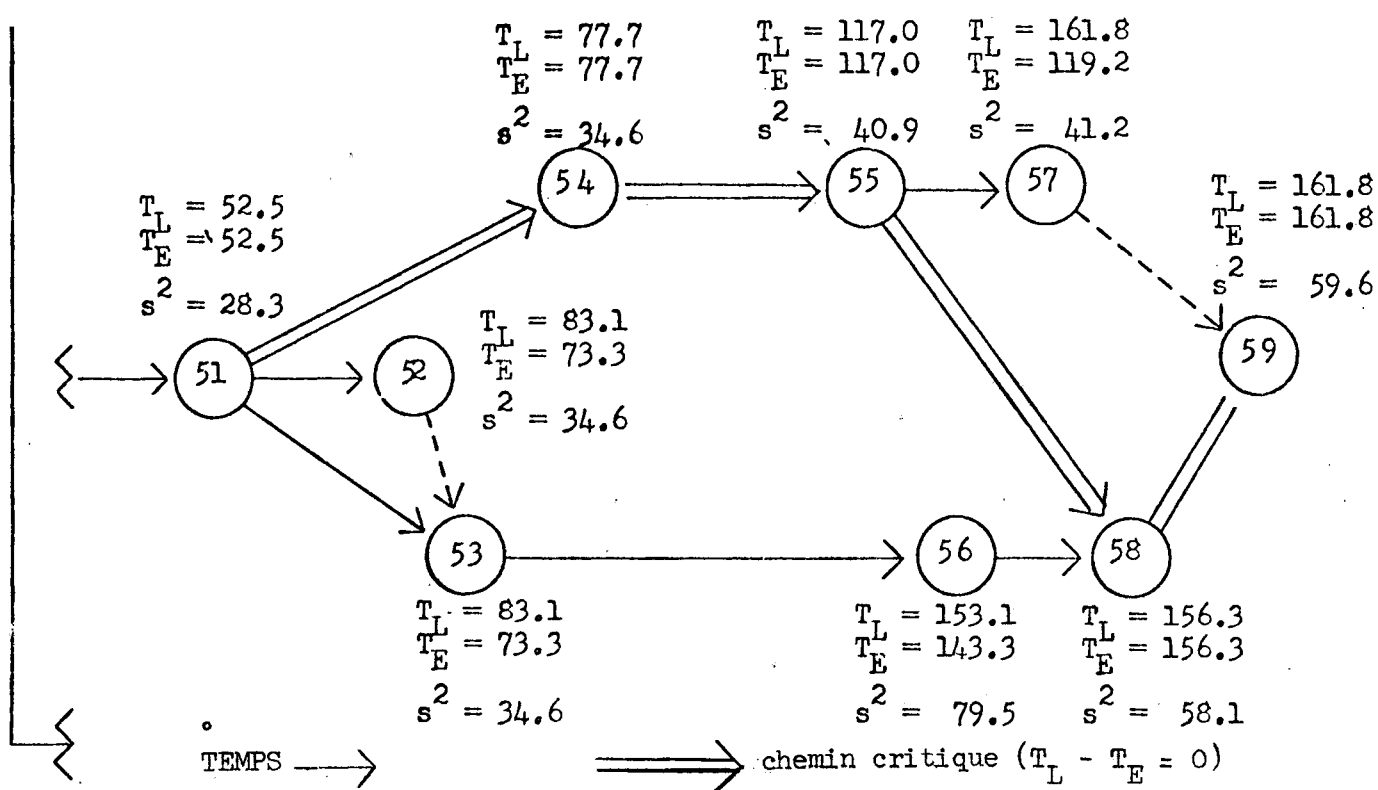 T_L = 77.7
T_E = 77.7
s² = 34.6
T_L = 117.0
T_E = 117.0
s² = 40.9
T_L = 161.8
T_E = 119.2
s² = 41.2
54
55
57
T_L = 52.5
T_E = 52.5
s² = 28.3
T_L = 161.8
T_E = 161.8
s² = 59.6
51
52
T_L = 83.1
T_E = 73.3
s² = 34.6
59
53
56
58
T_L = 83.1
T_E = 73.3
s² = 34.6
T_L = 153.1
T_E = 143.3
s² = 79.5
T_L = 156.3
T_E = 156.3
s² = 58.1
TEMPS
chemin critique (T_L - T_E = 0)